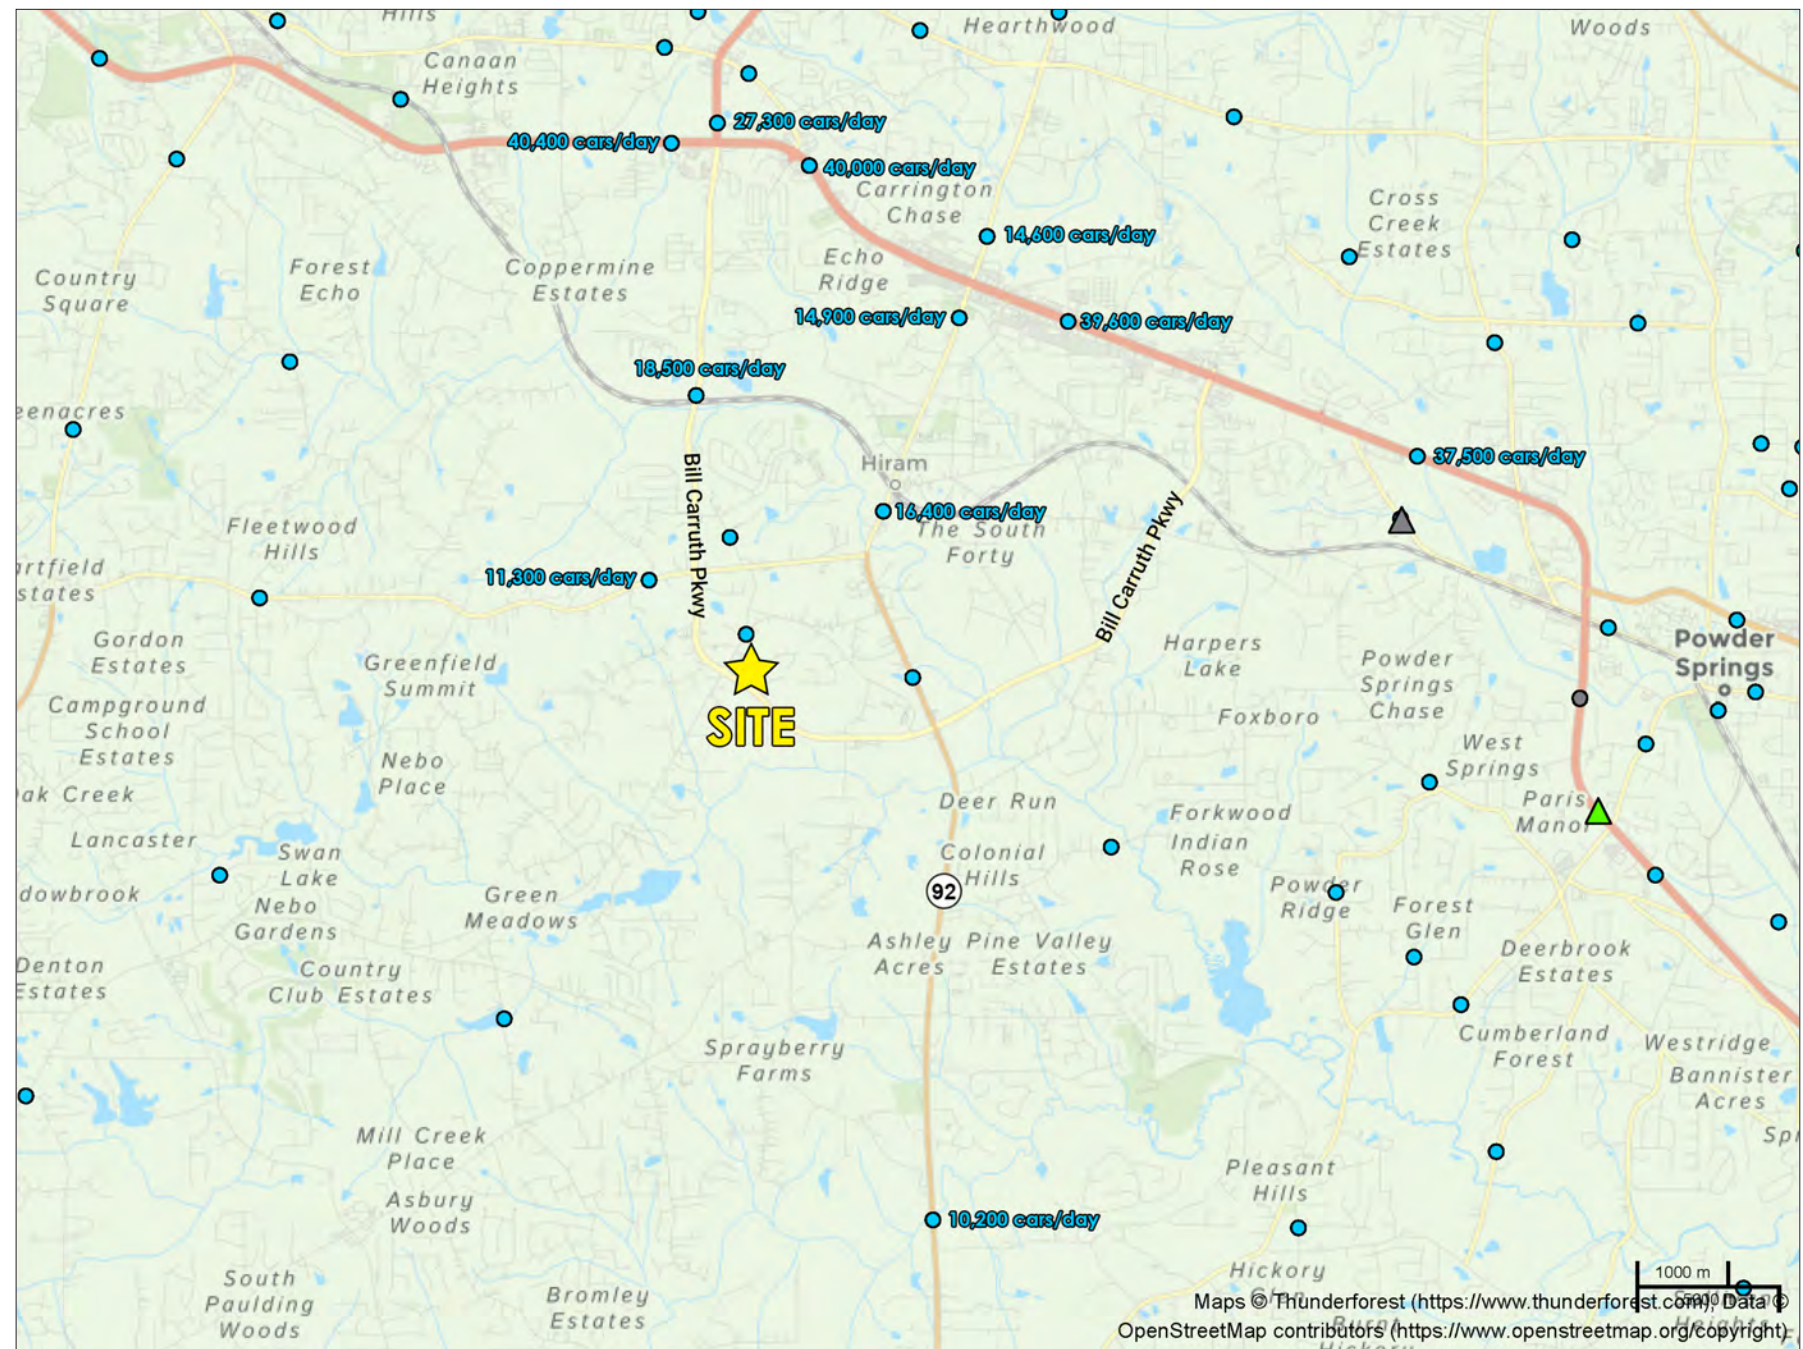 Hills
Hearthwood
Woods
Canaan
Heights
27,300 cars/day
40,400 cars/day
40,000 cars/day
Carrington
Chase
Cross
Creek
Estates
14,600 cars/day
Echo
Ridge
Forest
Echo
Coppermine
Estates
Country
Square
14,900 cars/day
39,600 cars/day
18,500 cars/day
eenacres
Bill Carruth Pkwy
Hiram
37,500 cars/day
16,400 cars/day
The South
Forty
Bill Carruth Pkwy
Fleetwood
Hills
artfield
states
11,300 cars/day
Gordon
Estates
Greenfield
Summit
Harpers
Lake
Powder
Springs
Powder
Springs
Chase
Campground
School
Estates
SITE
Foxboro
West
Springs
Nebo
Place
ak Creek
Deer Run
Forkwood
Paris
Manor
Lancaster
Swan
Lake
Colonial
Hills
Indian
Rose
92
dowbrook
Nebo
Gardens
Green
Meadows
Powder
Ridge
Forest
Glen
Ashley
Acres
Pine Valley
Estates
Deerbrook
Estates
Denton
Estates
Country
Club Estates
Sprayberry
Farms
Cumberland
Forest
Westridge
Bannister
Acres
Mill Creek
Place
Spr
Pleasant
Hills
Asbury
Woods
10,200 cars/day
South
Paulding
Woods
Bromley
Estates
Hickory
Glen
1000 m
5000 ft
Maps © Thunderforest (https://www.thunderforest.com), Data ©
OpenStreetMap contributors (https://www.openstreetmap.org/copyright)
Heights
Burnt
Hickory